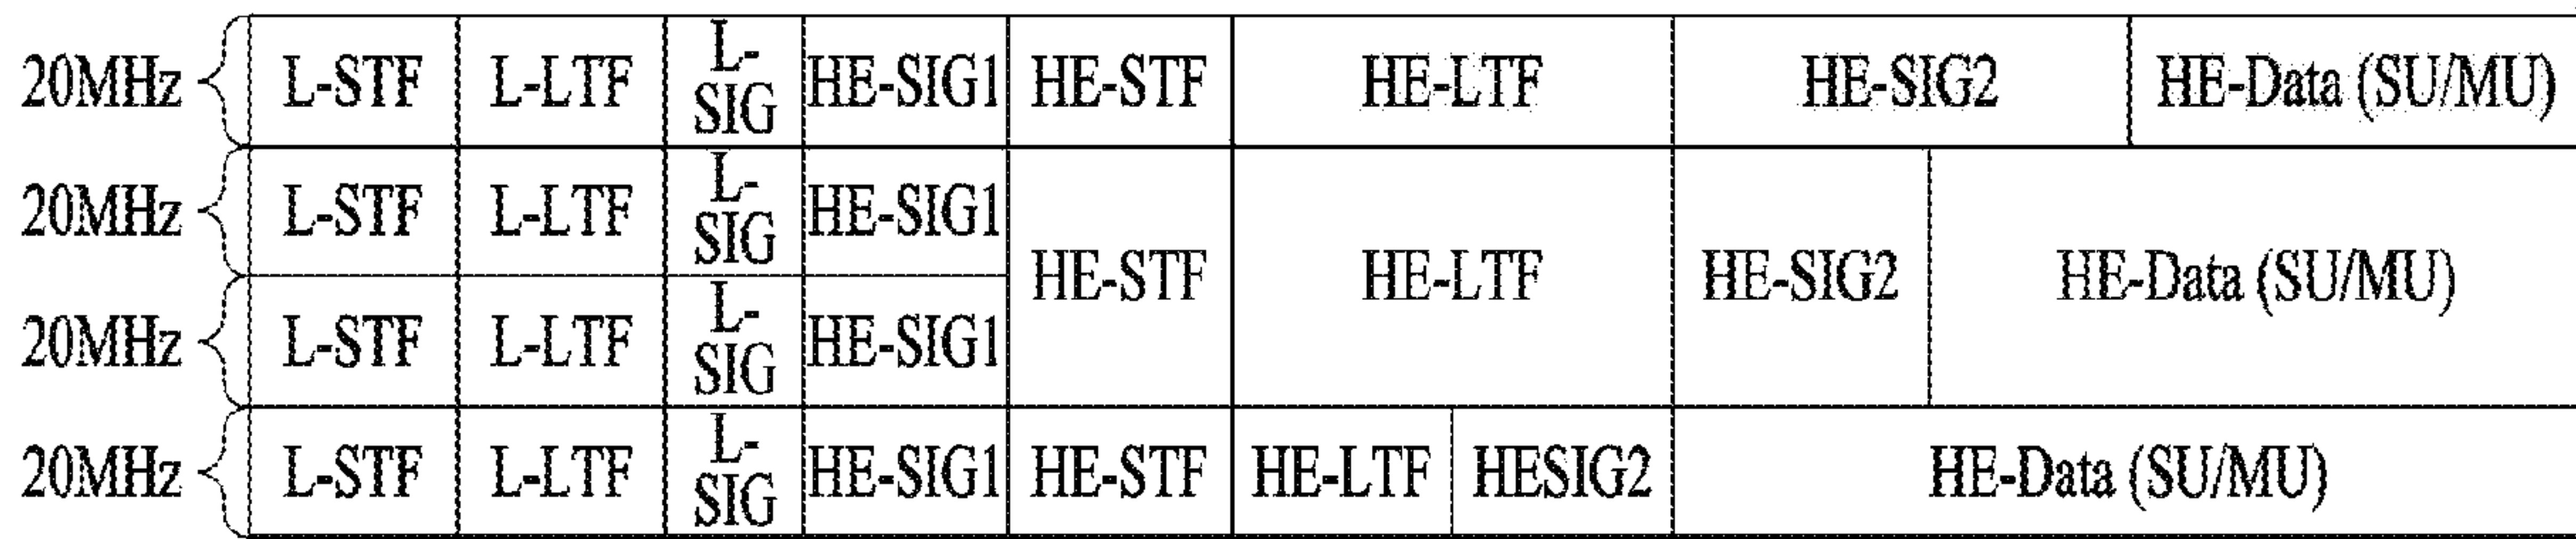 20MHz L-STF L-LTF L-SIG HE-SIG1 HE-STF HE-LTF HE-SIG2 HE-Data (SU/MU)
20MHz L-STF L-LTF L-SIG HE-SIG1
HE-STF HE-LTF HE-SIG2 HE-Data (SU/MU)
20MHz L-STF L-LTF L-SIG HE-SIG1
20MHz L-STF L-LTF L-SIG HE-SIG1 HE-STF HE-LTF HESIG2 HE-Data (SU/MU)